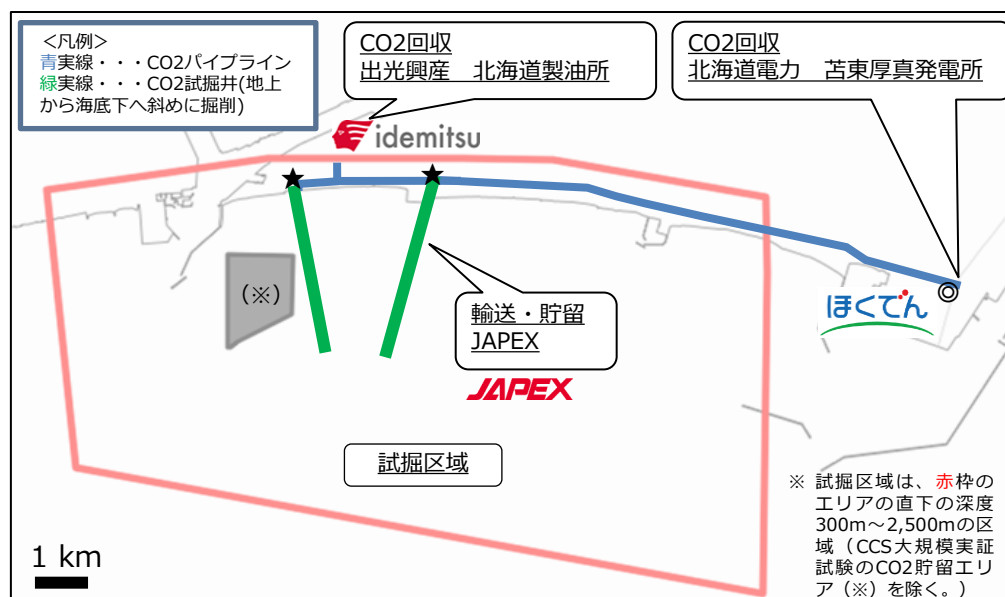 <凡例>
青実線・・・CO2パイプライン
緑実線・・・CO2試掘井(地上
から海底下へ斜めに掘削)
CO2回収
出光興産　北海道製油所
CO2回収
北海道電力　苫東厚真発電所
idemitsu
(※)
輸送・貯留
JAPEX
ほくでん
JAPEX
試掘区域
※ 試掘区域は、赤枠の
エリアの直下の深度
300m～2,500mの区
域（CCS大規模実証
試験のCO2貯留エリ
ア（※）を除く。）
1 km